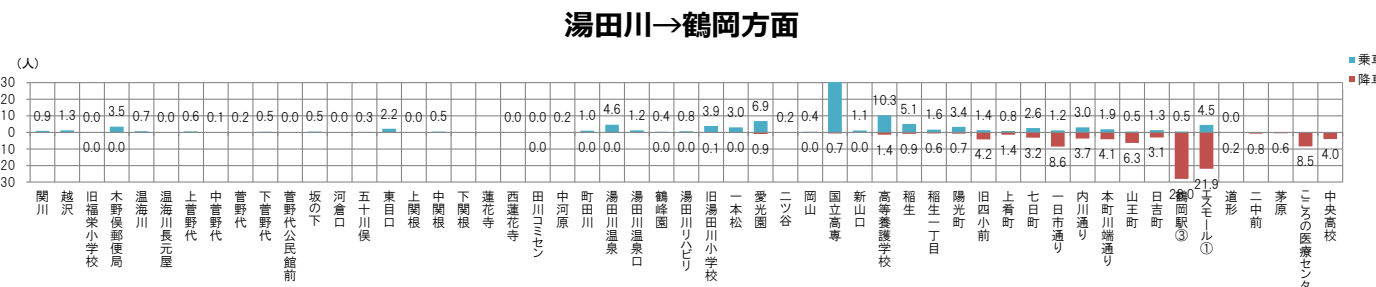 湯田川→鶴岡方面
（人）
乗車
降車
30
20
10
0
10
20
30
0.9 1.3 0.0 3.5 0.7 0.0 0.6 0.1 0.2 0.5 0.0 0.5 0.0 0.3 2.2 0.0 0.5 0.0 0.0 0.2 1.0 4.6 1.2 0.4 0.8 3.9 3.0 6.9 0.2 0.4 1.1 10.3 5.1 1.6 3.4 1.4 0.8 2.6 1.2 3.0 1.9 0.5 1.3 0.5 4.5 0.0
0.0 0.0 0.0 0.0 0.0 0.0 0.0 0.0 0.1 0.0 0.9 0.0 0.7 0.0 1.4 0.9 0.6 0.7 4.2 1.4 3.2 8.6 3.7 4.1 6.3 3.1 28.0 21.9 0.2 0.8 0.6 8.5 4.0
関川
越沢
旧福栄小学校
木野俣郵便局
温海川
温海川長元屋
上菅野代
中菅野代
菅野代
下菅野代
菅野代公民館前
坂の下
河倉口
五十川俣
東目口
上関根
中関根
下関根
蓮花寺
西蓮花寺
田川コミセン
中河原
町田川
湯田川温泉
湯田川温泉口
鶴峰園
湯田川リハビリ
旧湯田川小学校
一本松
愛光園
二ツ谷
岡山
国立高専
新山口
高等養護学校
稲生
稲生一丁目
陽光町
旧四小前
上肴町
七日町
一日市通り
内川通り
本町川端通り
山王町
日吉町
鶴岡駅③
エスモール①
道形
二中前
茅原
こころの医療センタ
中央高校